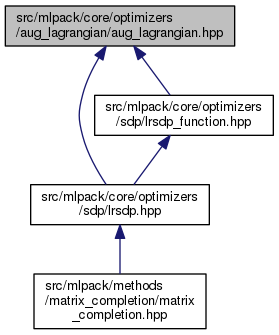 src/mlpack/core/optimizers
/aug_lagrangian/aug_lagrangian.hpp
src/mlpack/core/optimizers
/sdp/lrsdp_function.hpp
src/mlpack/core/optimizers
/sdp/lrsdp.hpp
src/mlpack/methods
/matrix_completion/matrix
_completion.hpp